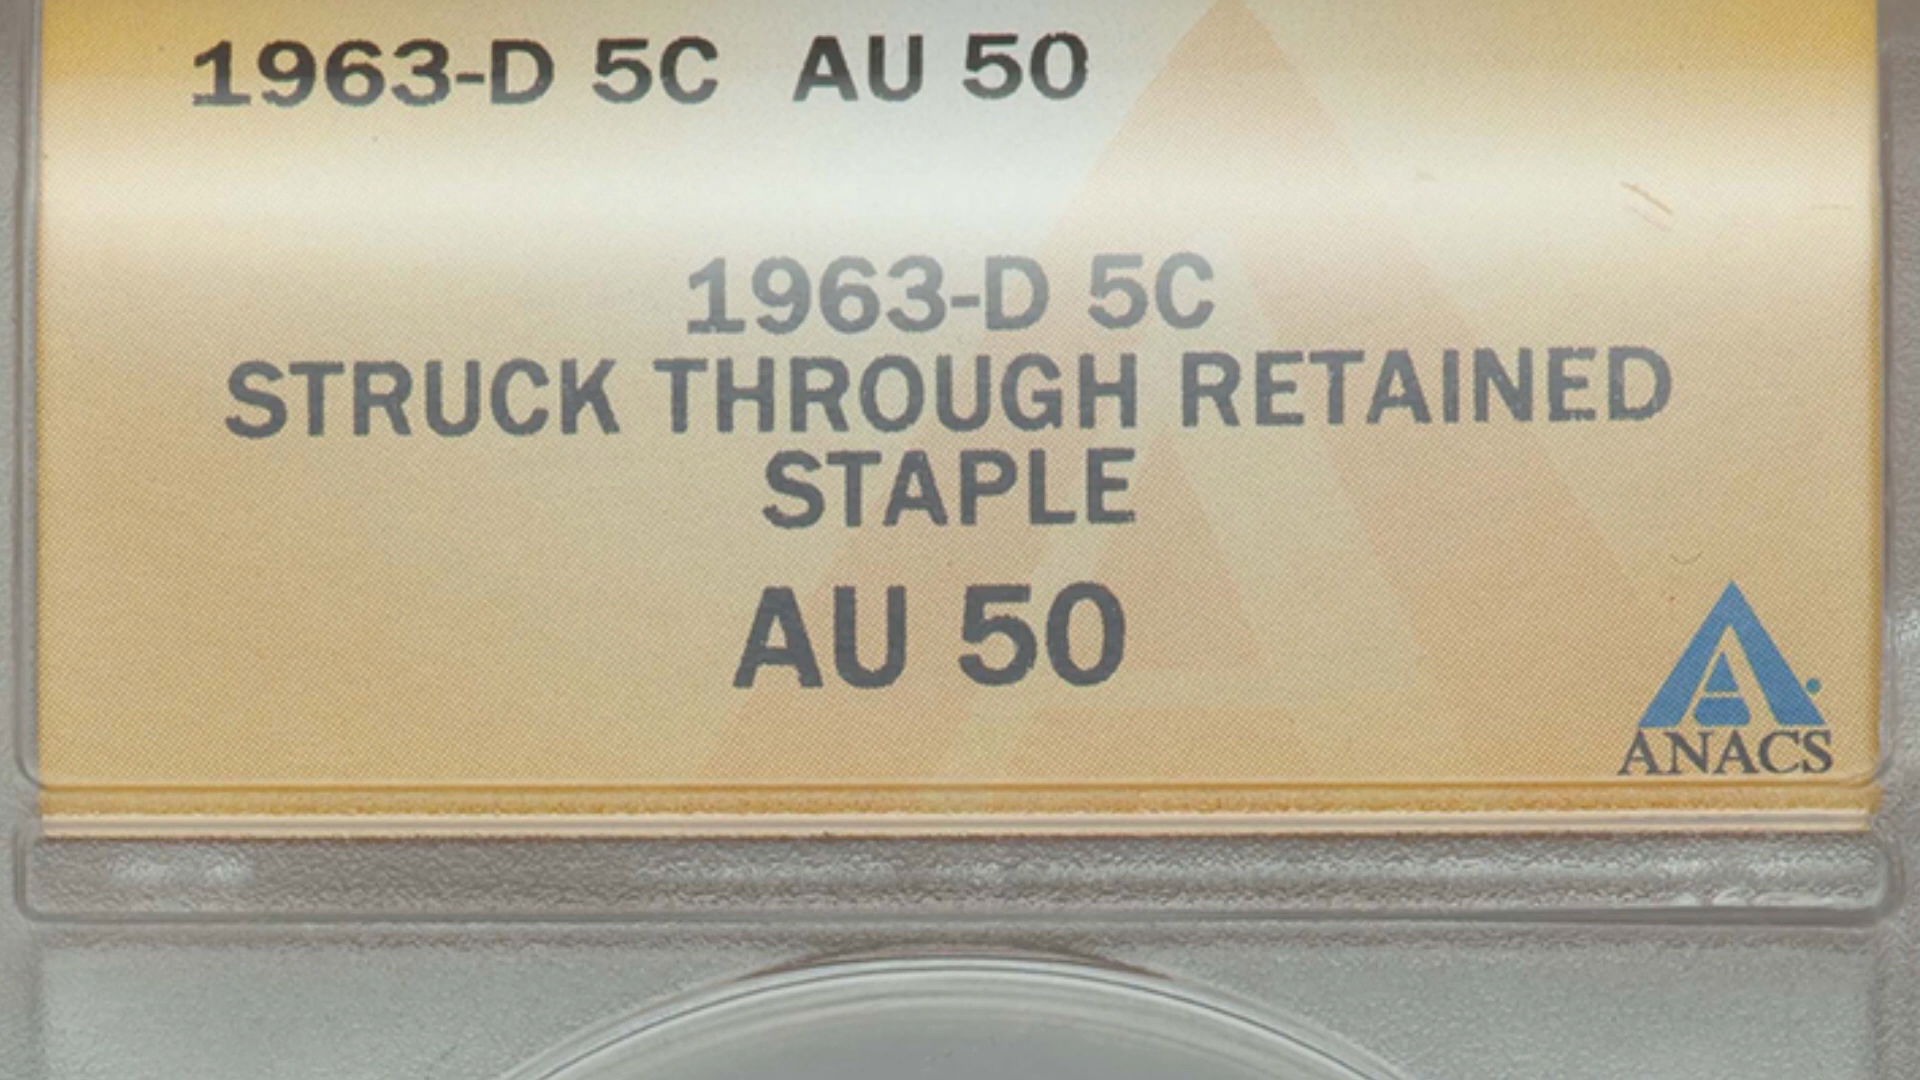 1963-D 5C AU 50
1963-D 5C
STRUCK THROUGH RETAINED
STAPLE
AU 50
ANACS